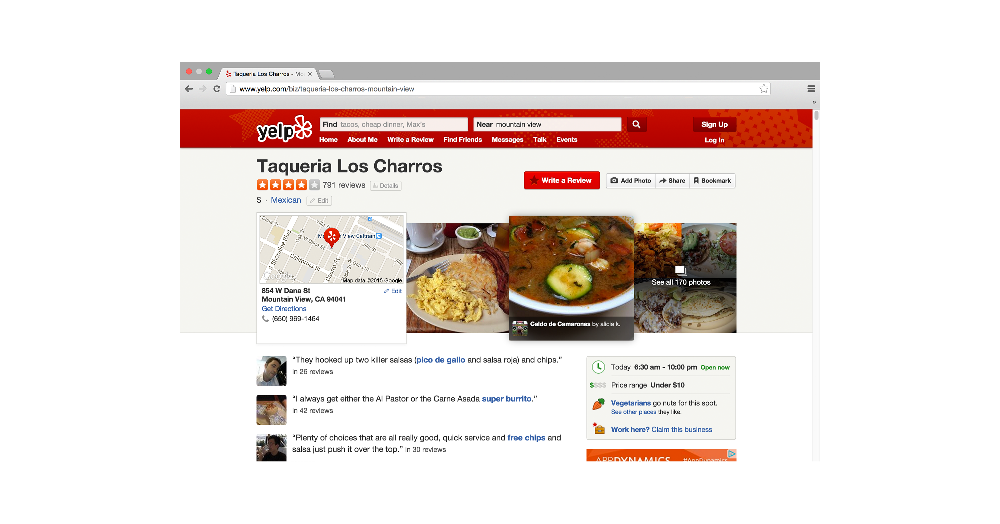 Taqueria Los Charros - Mo
www.yelp.com/biz/taqueria-los-charros-mountain-view
»
yelp
Find tacos, cheap dinner, Max's
Near mountain view
Sign Up
Home About Me Write a Review Find Friends Messages Talk Events
Log In
Taqueria Los Charros
791 reviews Details
Write a Review
Add Photo Share Bookmark
$ · Mexican Edit
Dana St
Villa St
S Shoreline Blvd
Oak St
W Dana St
View Caltrain
Villa St
California St
Castro St
W Dana St
Villa
Google
Map data ©2015 Google
854 W Dana St
Edit
Mountain View, CA 94041
Get Directions
(650) 969-1464
Caldo de Camarones by alicia k.
See all 170 photos
“They hooked up two killer salsas (pico de gallo and salsa roja) and chips.”
in 26 reviews
“I always get either the Al Pastor or the Carne Asada super burrito.”
in 42 reviews
“Plenty of choices that are all really good, quick service and free chips and
salsa just push it over the top.” in 30 reviews
Today 6:30 am - 10:00 pm Open now
$$$$ Price range Under $10
Vegetarians go nuts for this spot.
See other places they like.
Work here? Claim this business
APPDYNAMICS #AppDynamics